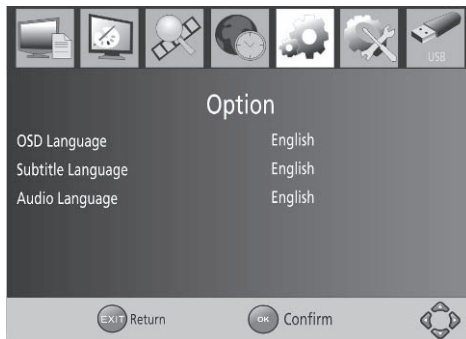 USB
Option
OSD Language English
Subtitle Language English
Audio Language English
EXIT Return OK Confirm